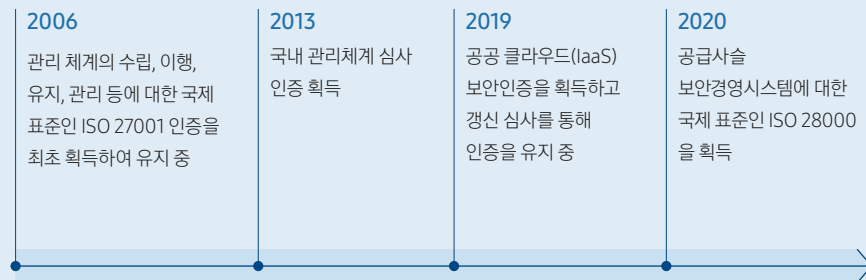 2006
관리 체계의 수립, 이행,
유지, 관리 등에 대한 국제
표준인 ISO 27001 인증을
최초 획득하여 유지 중
2013
국내 관리체계 심사
인증 획득
2019
공공 클라우드(IaaS)
보안인증을 획득하고
갱신 심사를 통해
인증을 유지 중
2020
공급사슬
보안경영시스템에 대한
국제 표준인 ISO 28000
을 획득